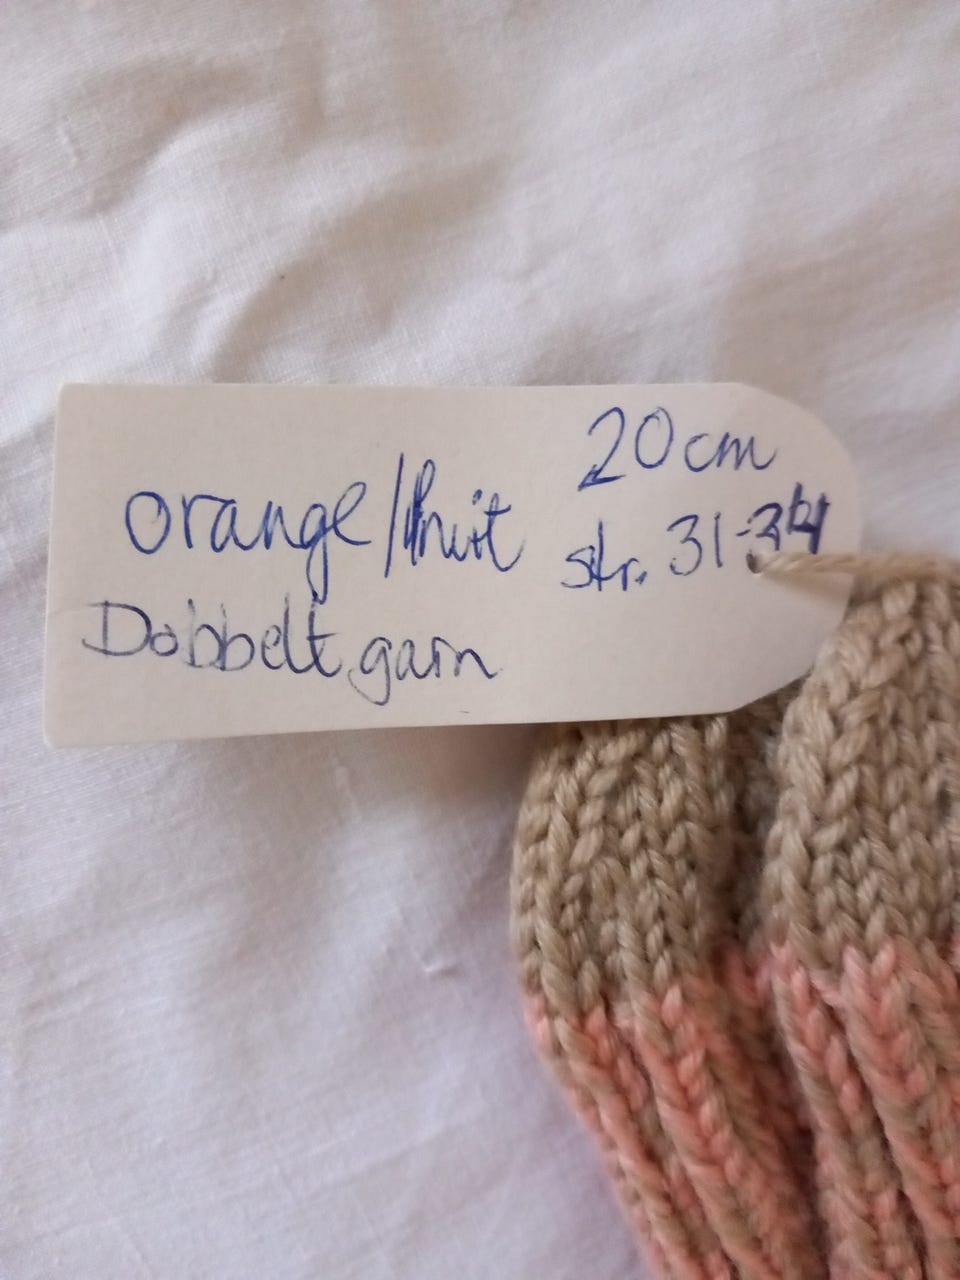 20cm
orange/hvit str. 31-34
Dobbelt garn